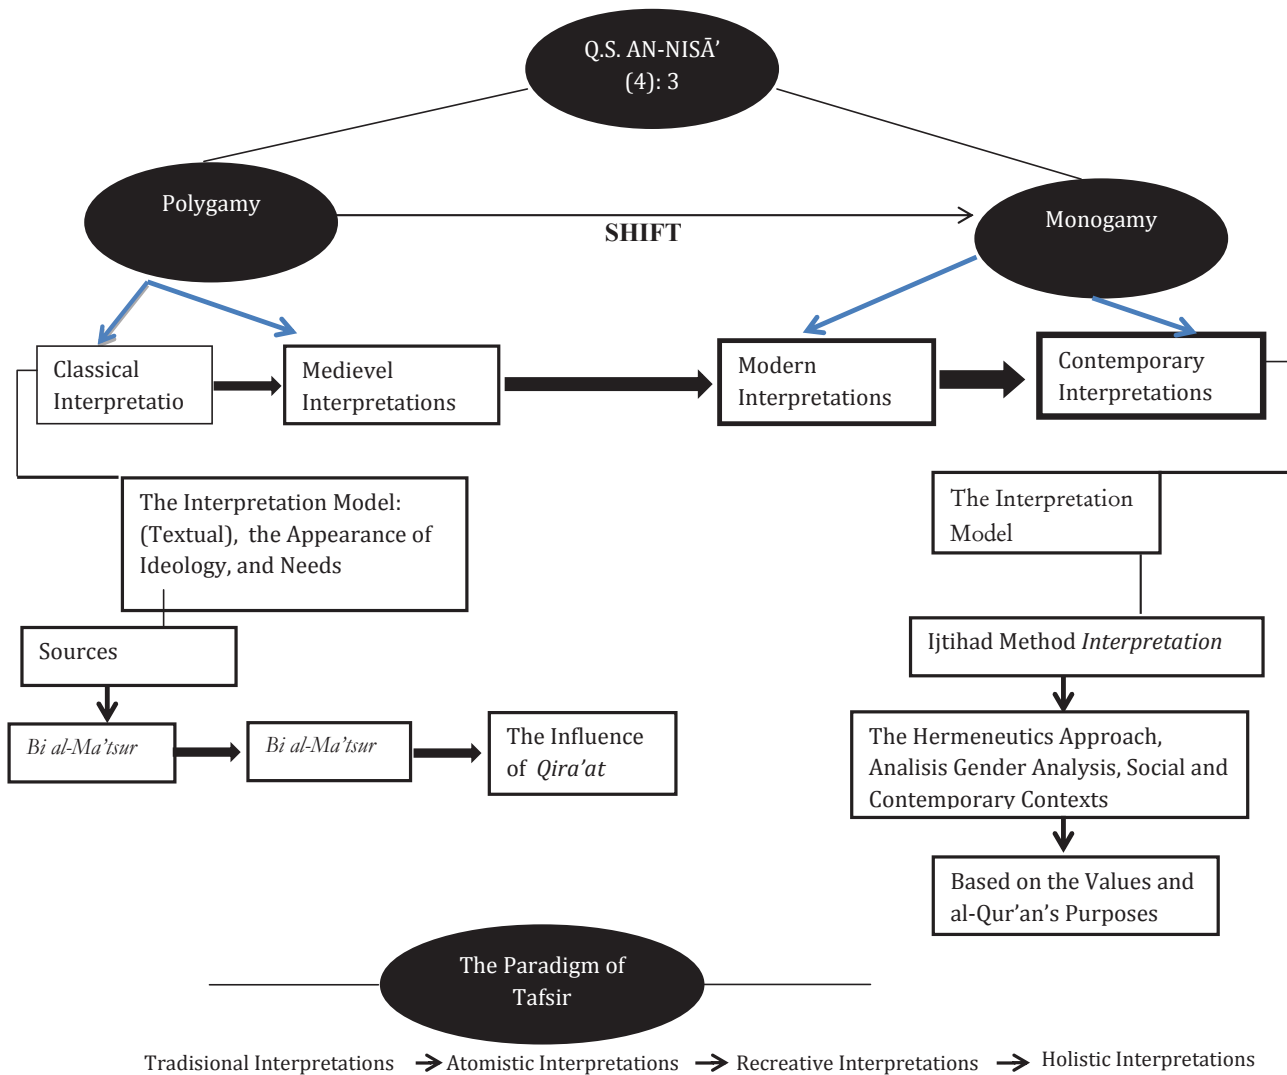 Q.S. AN-NISĀ’
(4): 3
Polygamy
SHIFT
Monogamy
Classical
Interpretatio
Medievel
Interpretations
Modern
Interpretations
Contemporary
Interpretations
The Interpretation Model:
(Textual), the Appearance of
Ideology, and Needs
The Interpretation
Model
Sources
Ijtihad Method Interpretation
Bi al-Ma’tsur
Bi al-Ma’tsur
The Influence
of Qira’at
The Hermeneutics Approach,
Analisis Gender Analysis, Social and
Contemporary Contexts
Based on the Values and
al-Qur’an’s Purposes
The Paradigm of
Tafsir
Tradisional Interpretations Atomistic Interpretations Recreative Interpretations Holistic Interpretations